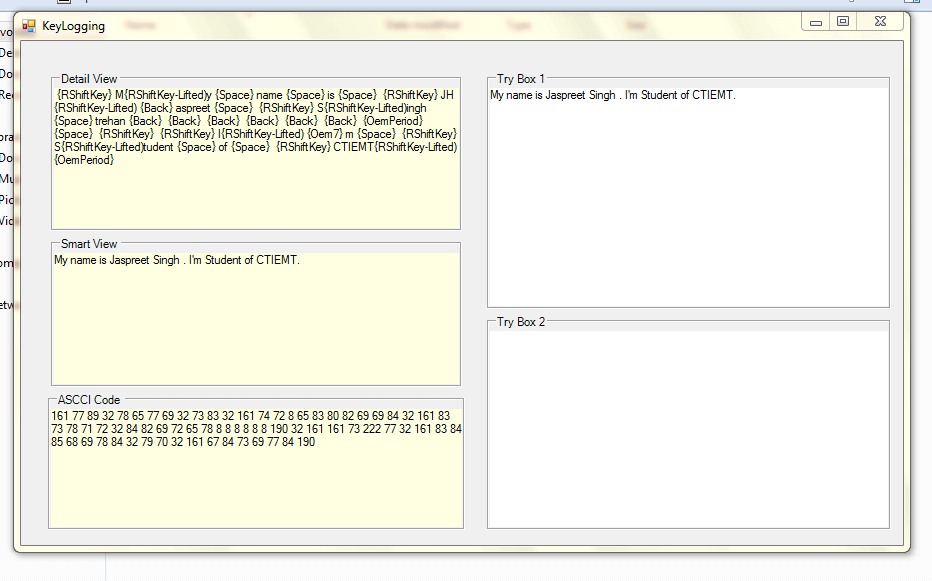 KeyLogging
Detail View
{RShiftKey} M{RShiftKey-Lifted)y {Space} name {Space} is {Space} {RShiftKey} JH
{RShiftKey-Lifted) {Back} aspreet {Space} {RShiftKey} S{RShiftKey-Lifted)ingh
{Space} trehan {Back} {Back} {Back} {Back} {Back} {Back} {OemPeriod}
{Space} {RShiftKey} {RShiftKey} I{RShiftKey-Lifted) {Oem7} m {Space} {RShiftKey}
S{RShiftKey-Lifted)tudent {Space} of {Space} {RShiftKey} CTIEMT{RShiftKey-Lifted)
{OemPeriod}
Smart View
My name is Jaspreet Singh . I'm Student of CTIEMT.
ASCCI Code
161 77 89 32 78 65 77 69 32 73 83 32 161 74 72 8 65 83 80 82 69 69 84 32 161 83
73 78 71 72 32 84 82 69 72 65 78 8 8 8 8 8 8 190 32 161 161 73 222 77 32 161 83 84
85 68 69 78 84 32 79 70 32 161 67 84 73 69 77 84 190
Try Box 1
My name is Jaspreet Singh . I'm Student of CTIEMT.
Try Box 2